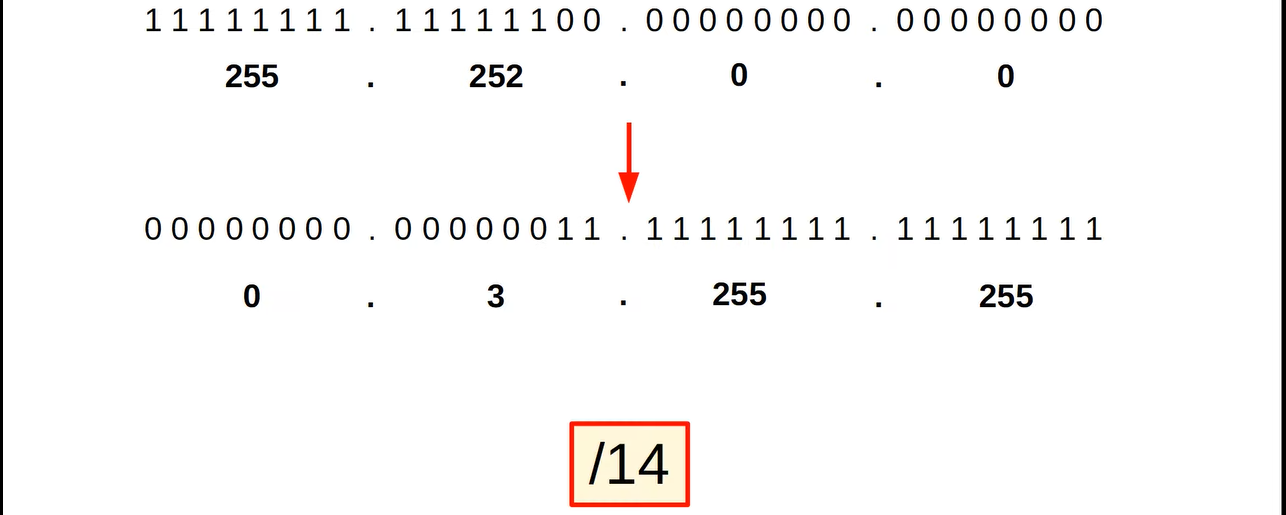 1 1 1 1 1 1 1 1 . 1 1 1 1 1 1 0 0 . 0 0 0 0 0 0 0 0 . 0 0 0 0 0 0 0 0
255 . 252 . 0 . 0
0 0 0 0 0 0 0 0 . 0 0 0 0 0 0 1 1 . 1 1 1 1 1 1 1 1 . 1 1 1 1 1 1 1 1
0 . 3 . 255 . 255
/14